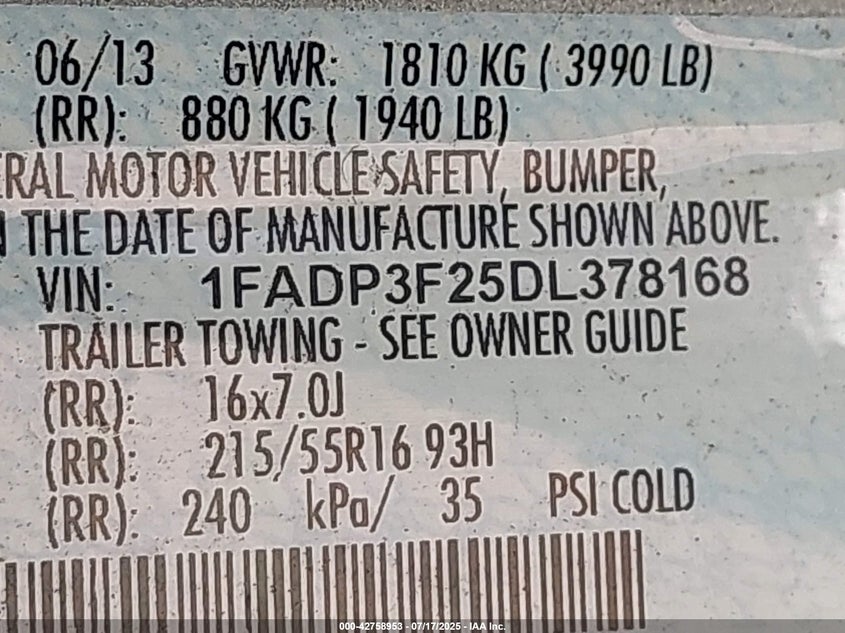 06/13 GVWR: 1810 KG ( 3990 LB)
(RR): 880 KG ( 1940 LB)
ERAL MOTOR VEHICLE SAFETY, BUMPER,
N THE DATE OF MANUFACTURE SHOWN ABOVE.
VIN: 1FADP3F25DL378168
TRAILER TOWING - SEE OWNER GUIDE
(RR): 16x7.0J
(RR): 215/55R16 93H
(RR): 240 kPa/ 35 PSI COLD
000-42758953 - 07/17/2025 - IAA Inc.